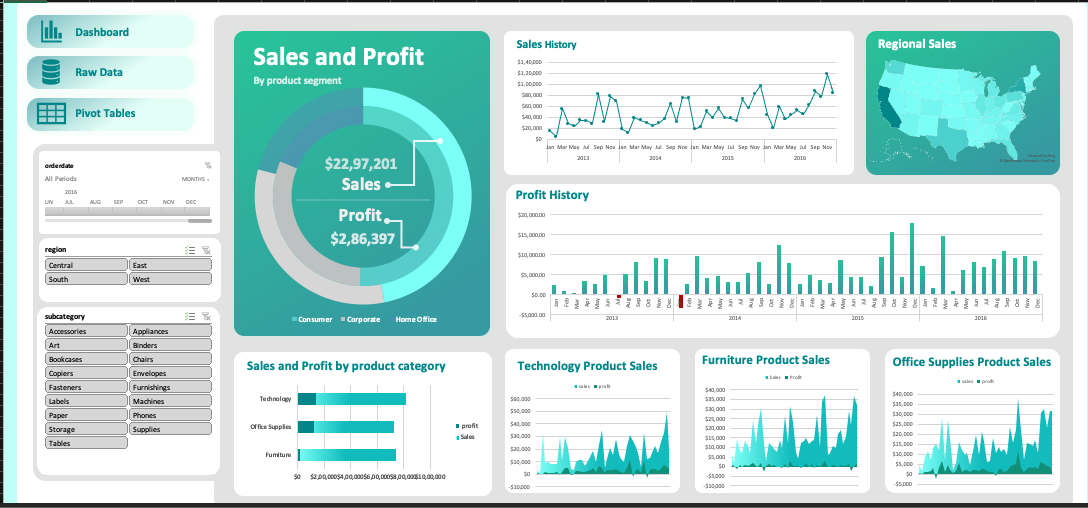 Dashboard
Raw Data
Pivot Tables
orderdate
All Periods
MONTHS
2016
UN JUL AUG SEP OCT NOV DEC
region
Central East
South West
subcategory
Accessories Appliances
Art Binders
Bookcases Chairs
Copiers Envelopes
Fasteners Furnishings
Labels Machines
Paper Phones
Storage Supplies
Tables
Sales and Profit
By product segment
$22,97,201
Sales
Profit
$2,86,397
Consumer Corporate Home Office
Sales History
$1,40,000
$1,20,000
$1,00,000
$80,000
$60,000
$40,000
$20,000
$0
Jan Mar May Jul Sep Nov Jan Mar May Jul Sep Nov Jan Mar May Jul Sep Nov Jan Mar May Jul Sep Nov
2013 2014 2015 2016
Regional Sales
Profit History
$20,000.00
$15,000.00
$10,000.00
$5,000.00
$0.00
-$5,000.00
Jan Feb Mar Apr May Jun Jul Aug Sep Oct Nov Dec Jan Feb Mar Apr May Jun Jul Aug Sep Oct Nov Dec Jan Feb Mar Apr May Jun Jul Aug Sep Oct Nov Dec Jan Feb Mar Apr May Jun Jul Aug Sep Oct Nov Dec
2013 2014 2015 2016
Sales and Profit by product category
Technology
Office Supplies
Furniture
$0 $2,00,000 $4,00,000 $6,00,000 $8,00,000 $10,00,000
profit
Sales
Technology Product Sales
sales profit
$60,000
$50,000
$40,000
$30,000
$20,000
$10,000
$0
-$10,000
Furniture Product Sales
Sales Profit
$40,000
$35,000
$30,000
$25,000
$20,000
$15,000
$10,000
$5,000
$0
-$5,000
-$10,000
Office Supplies Product Sales
sales profit
$40,000
$35,000
$30,000
$25,000
$20,000
$15,000
$10,000
$5,000
$0
-$5,000